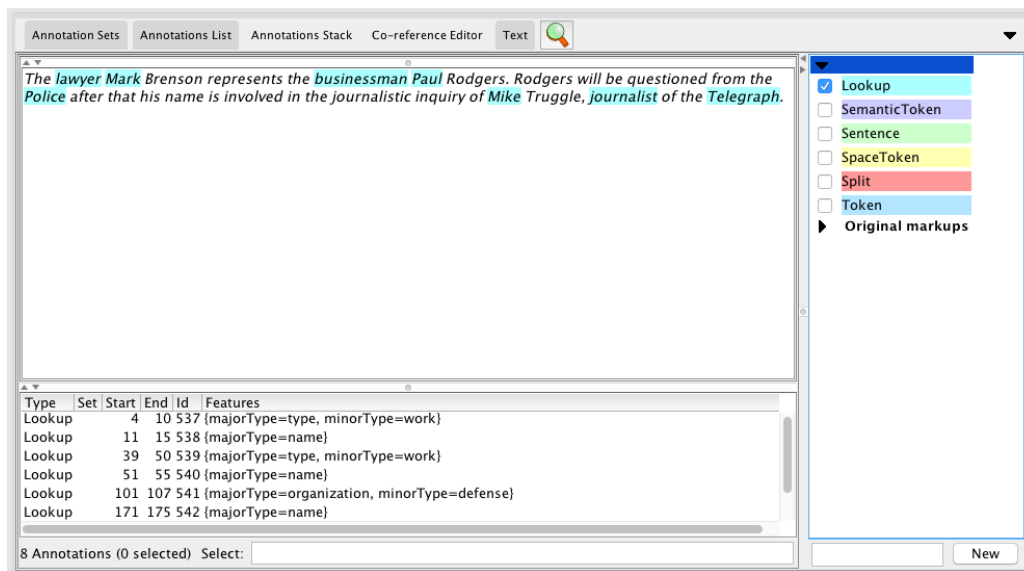 Annotation Sets Annotations List Annotations Stack Co-reference Editor Text
The lawyer Mark Brenson represents the businessman Paul Rodgers. Rodgers will be questioned from the
Police after that his name is involved in the journalistic inquiry of Mike Truggle, journalist of the Telegraph.
Lookup
SemanticToken
Sentence
SpaceToken
Split
Token
Original markups
Type Set Start End Id Features
Lookup 4 10 537 {majorType=type, minorType=work}
Lookup 11 15 538 {majorType=name}
Lookup 39 50 539 {majorType=type, minorType=work}
Lookup 51 55 540 {majorType=name}
Lookup 101 107 541 {majorType=organization, minorType=defense}
Lookup 171 175 542 {majorType=name}
8 Annotations (0 selected) Select:
New